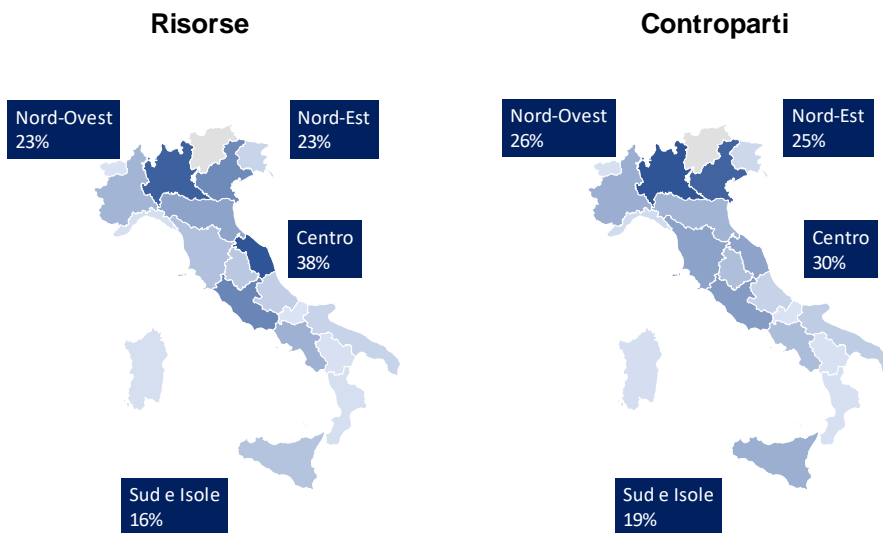 Risorse
Nord-Ovest
23%
Nord-Est
23%
Centro
38%
Sud e Isole
16%
Controparti
Nord-Ovest
26%
Nord-Est
25%
Centro
30%
Sud e Isole
19%